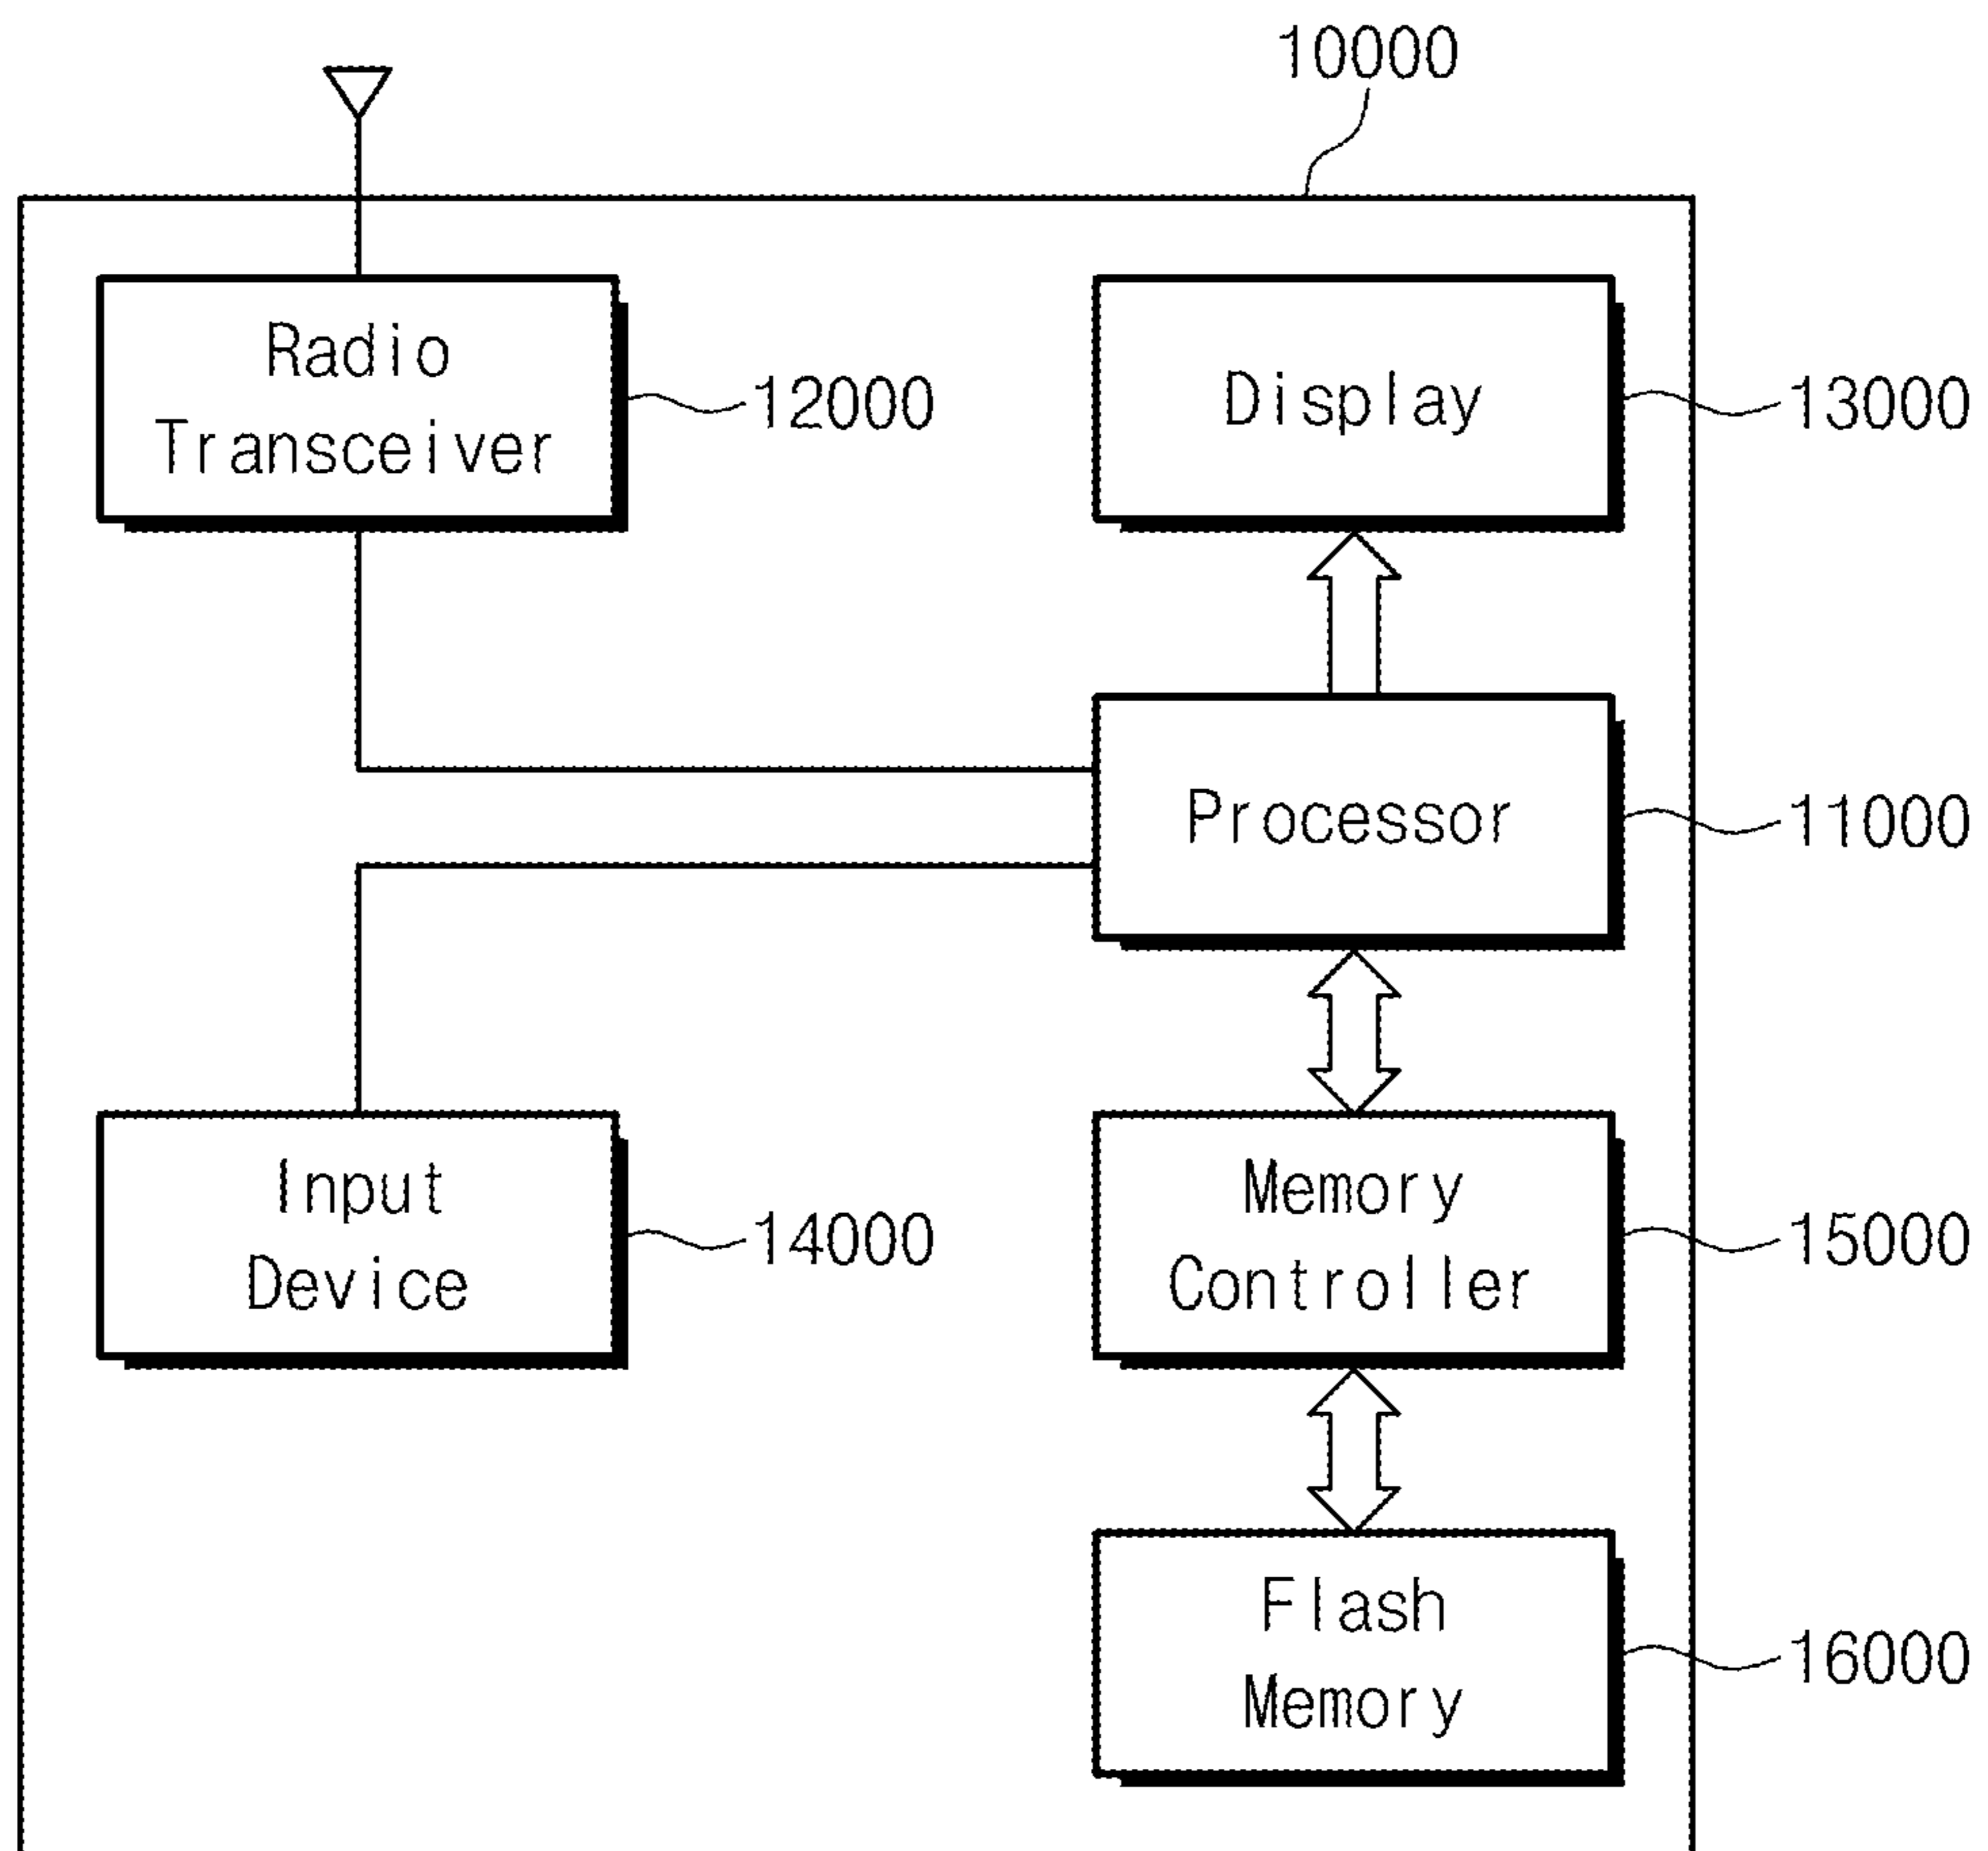 10000
Radio
Transceiver
12000
Display
13000
Processor
11000
Input
Device
14000
Memory
Controller
15000
Flash
Memory
16000